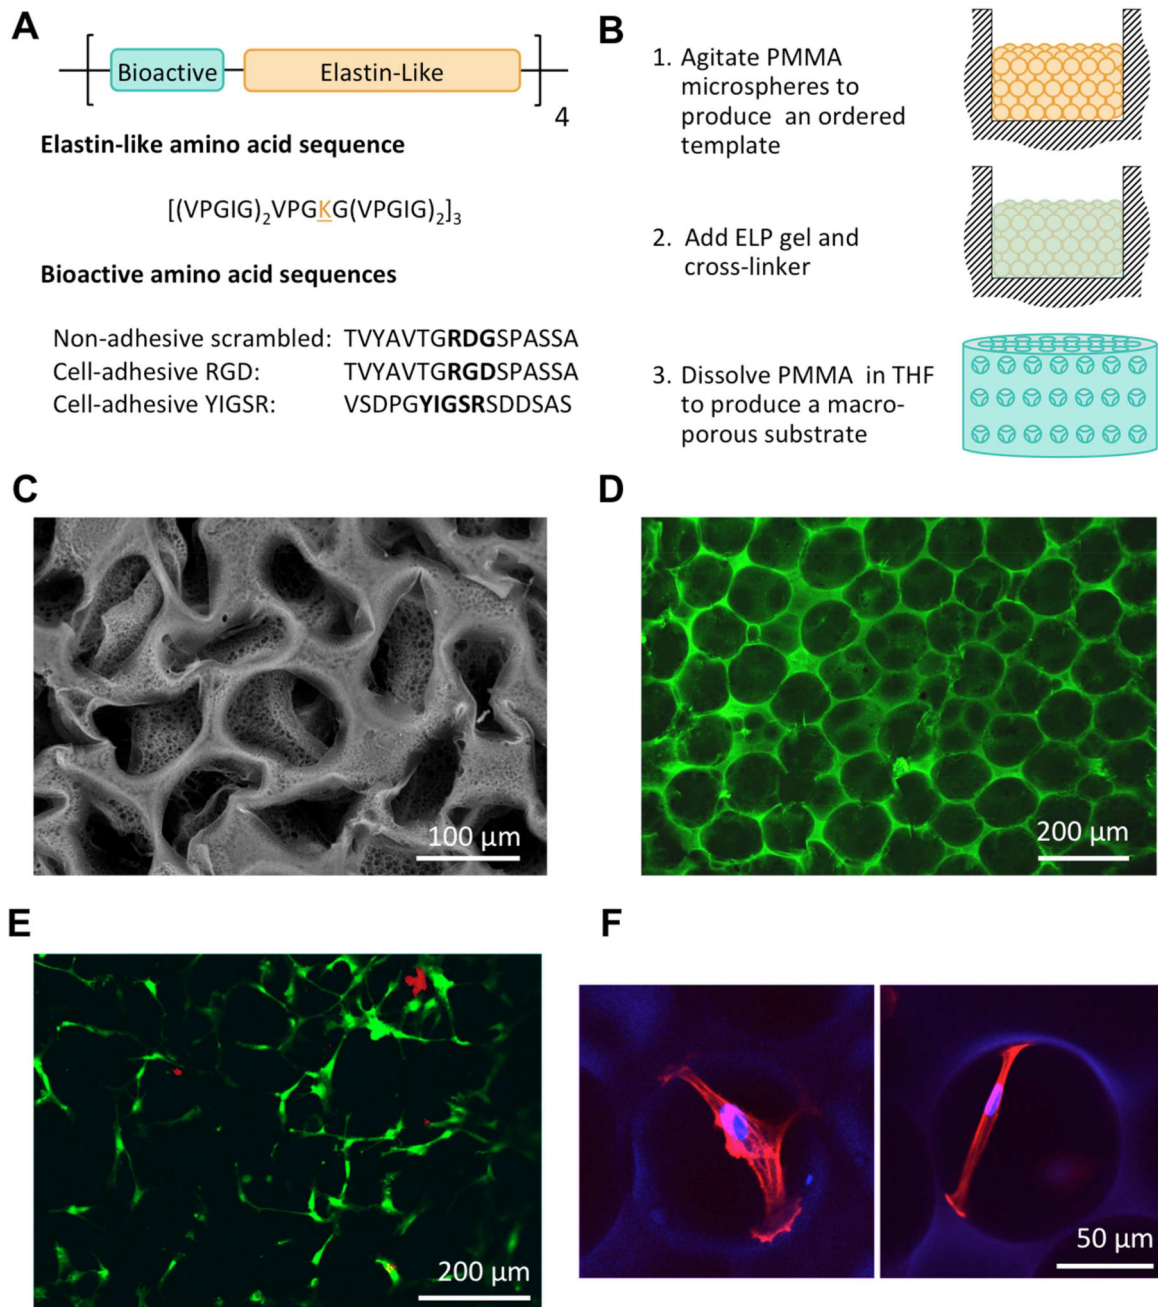 A
Bioactive
Elastin-Like
4
Elastin-like amino acid sequence
[(VPGIG)₂VPGKG(VPGIG)₂]₃
Bioactive amino acid sequences
Non-adhesive scrambled: TVYAVTGRDGSPASSA
Cell-adhesive RGD: TVYAVTGRGDSPASSA
Cell-adhesive YIGSR: VSDPGYIGSRSDDSAS
B
1. Agitate PMMA
microspheres to
produce an ordered
template
2. Add ELP gel and
cross-linker
3. Dissolve PMMA in THF
to produce a macro-
porous substrate
C
100 μm
D
200 μm
E
200 μm
F
50 μm